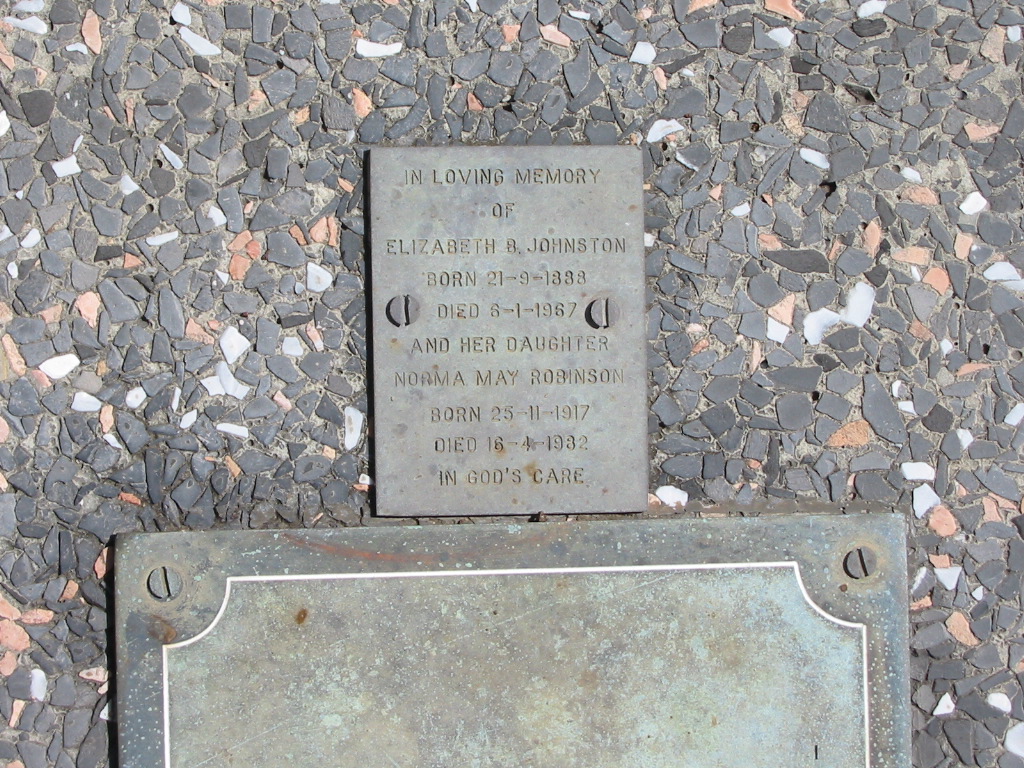 IN LOVING MEMORY
OF
ELIZABETH B. JOHNSTON
BORN 21-9-1888
DIED 6-1-1967
AND HER DAUGHTER
NORMA MAY ROBINSON
BORN 25-11-1917
DIED 16-4-1932
IN GOD'S CARE